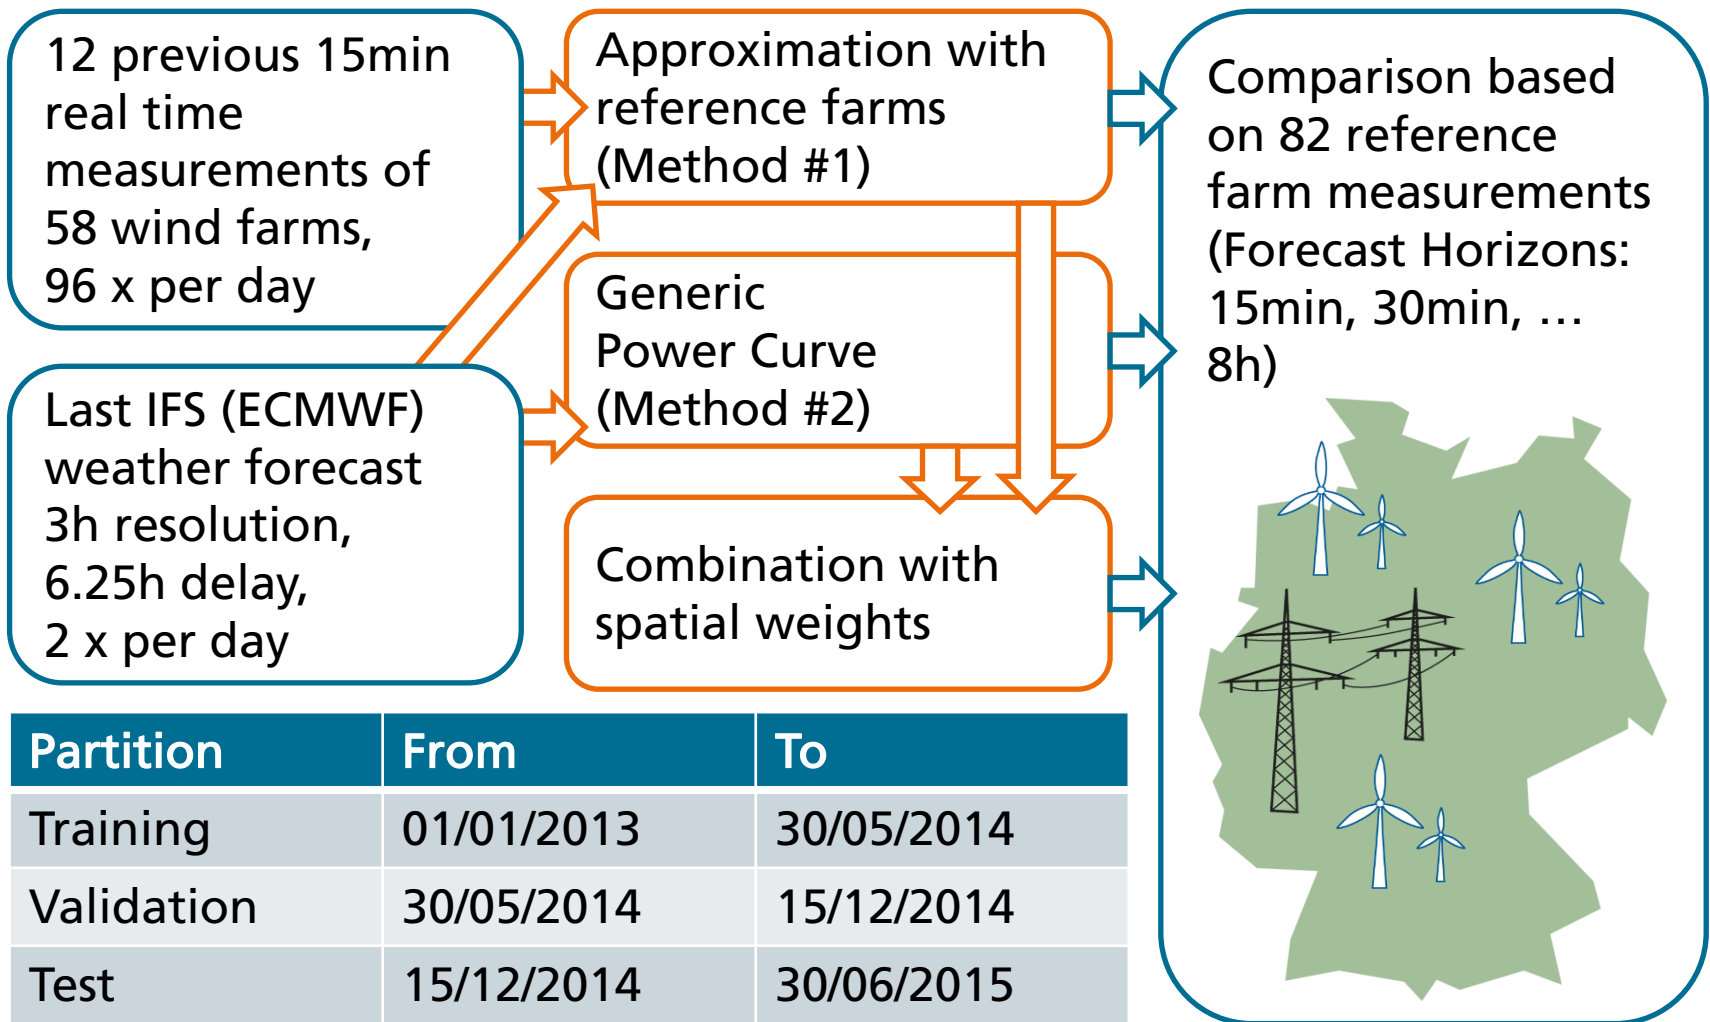 12 previous 15min
real time
measurements of
58 wind farms,
96 x per day
Last IFS (ECMWF)
weather forecast
3h resolution,
6.25h delay,
2 x per day
Approximation with
reference farms
(Method #1)
Generic
Power Curve
(Method #2)
Combination with
spatial weights
Comparison based
on 82 reference
farm measurements
(Forecast Horizons:
15min, 30min, …
8h)
Partition From To
Training 01/01/2013 30/05/2014
Validation 30/05/2014 15/12/2014
Test 15/12/2014 30/06/2015